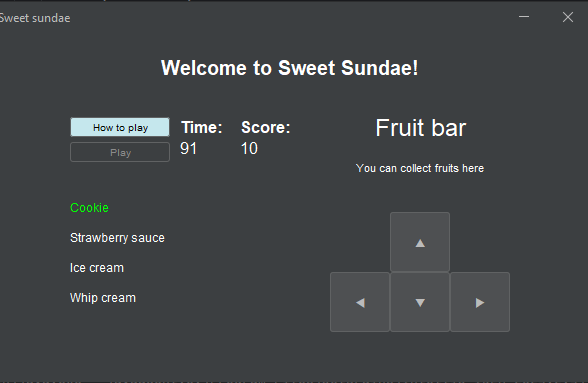 Sweet sundae
Welcome to Sweet Sundae!
How to play
Play
Time:
91
Score:
10
Fruit bar
You can collect fruits here
Cookie
Strawberry sauce
Ice cream
Whip cream